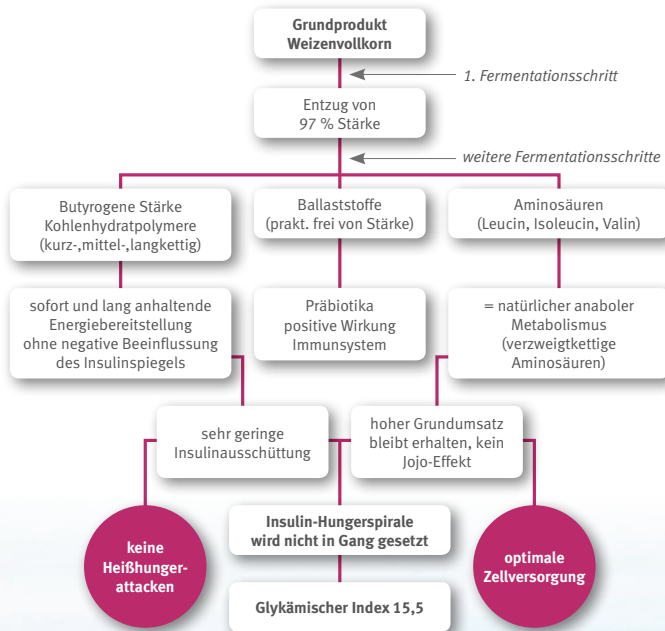 Grundprodukt
Weizenvollkorn
1. Fermentationsschritt
Entzug von
97 % Stärke
weitere Fermentationsschritte
Butyrogene Stärke
Kohlenhydratpolymere
(kurz-,mittel-,langkettig)
Ballaststoffe
(prakt. frei von Stärke)
Aminosäuren
(Leucin, Isoleucin, Valin)
sofort und lang anhaltende
Energiebereitstellung
ohne negative Beeinflussung
des Insulinspiegels
Präbiotika
positive Wirkung
Immunsystem
= natürlicher anaboler
Metabolismus
(verzweigtkettige
Aminosäuren)
sehr geringe
Insulinausschüttung
hoher Grundumsatz
bleibt erhalten, kein
Jojo-Effekt
keine
Heißhunger-
attacken
Insulin-Hungerspirale
wird nicht in Gang gesetzt
optimale
Zellversorgung
Glykämischer Index 15,5